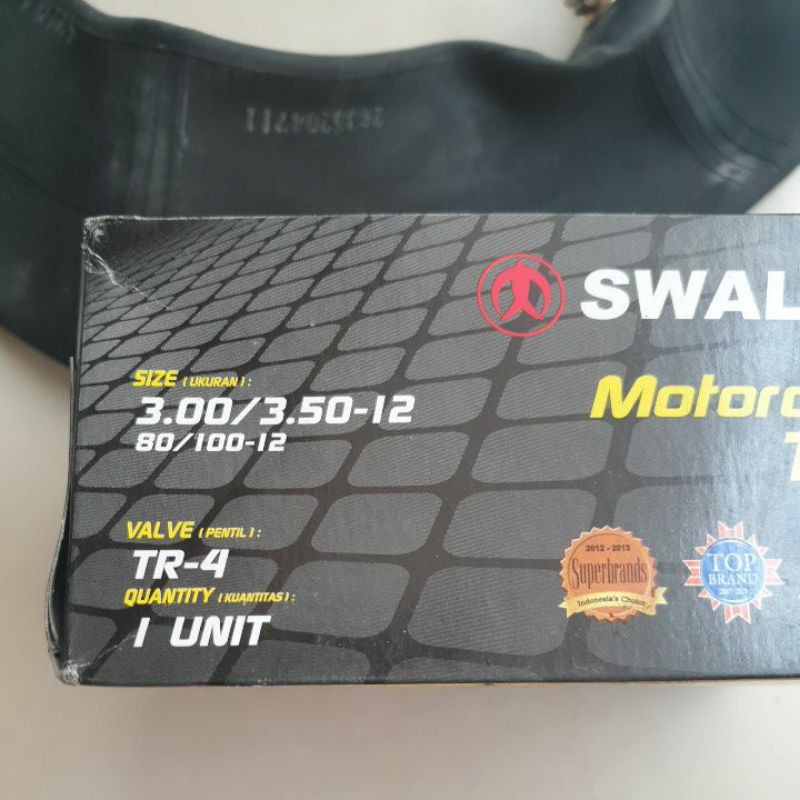 SWAL
SIZE (UKURAN):
3.00/3.50-12
80/100-12
Motorc
T
VALVE (PENTIL):
TR-4
QUANTITY (KUANTITAS):
1 UNIT
2012 - 2013
Superbrands
Indonesia's Choice
TOP
BRAND